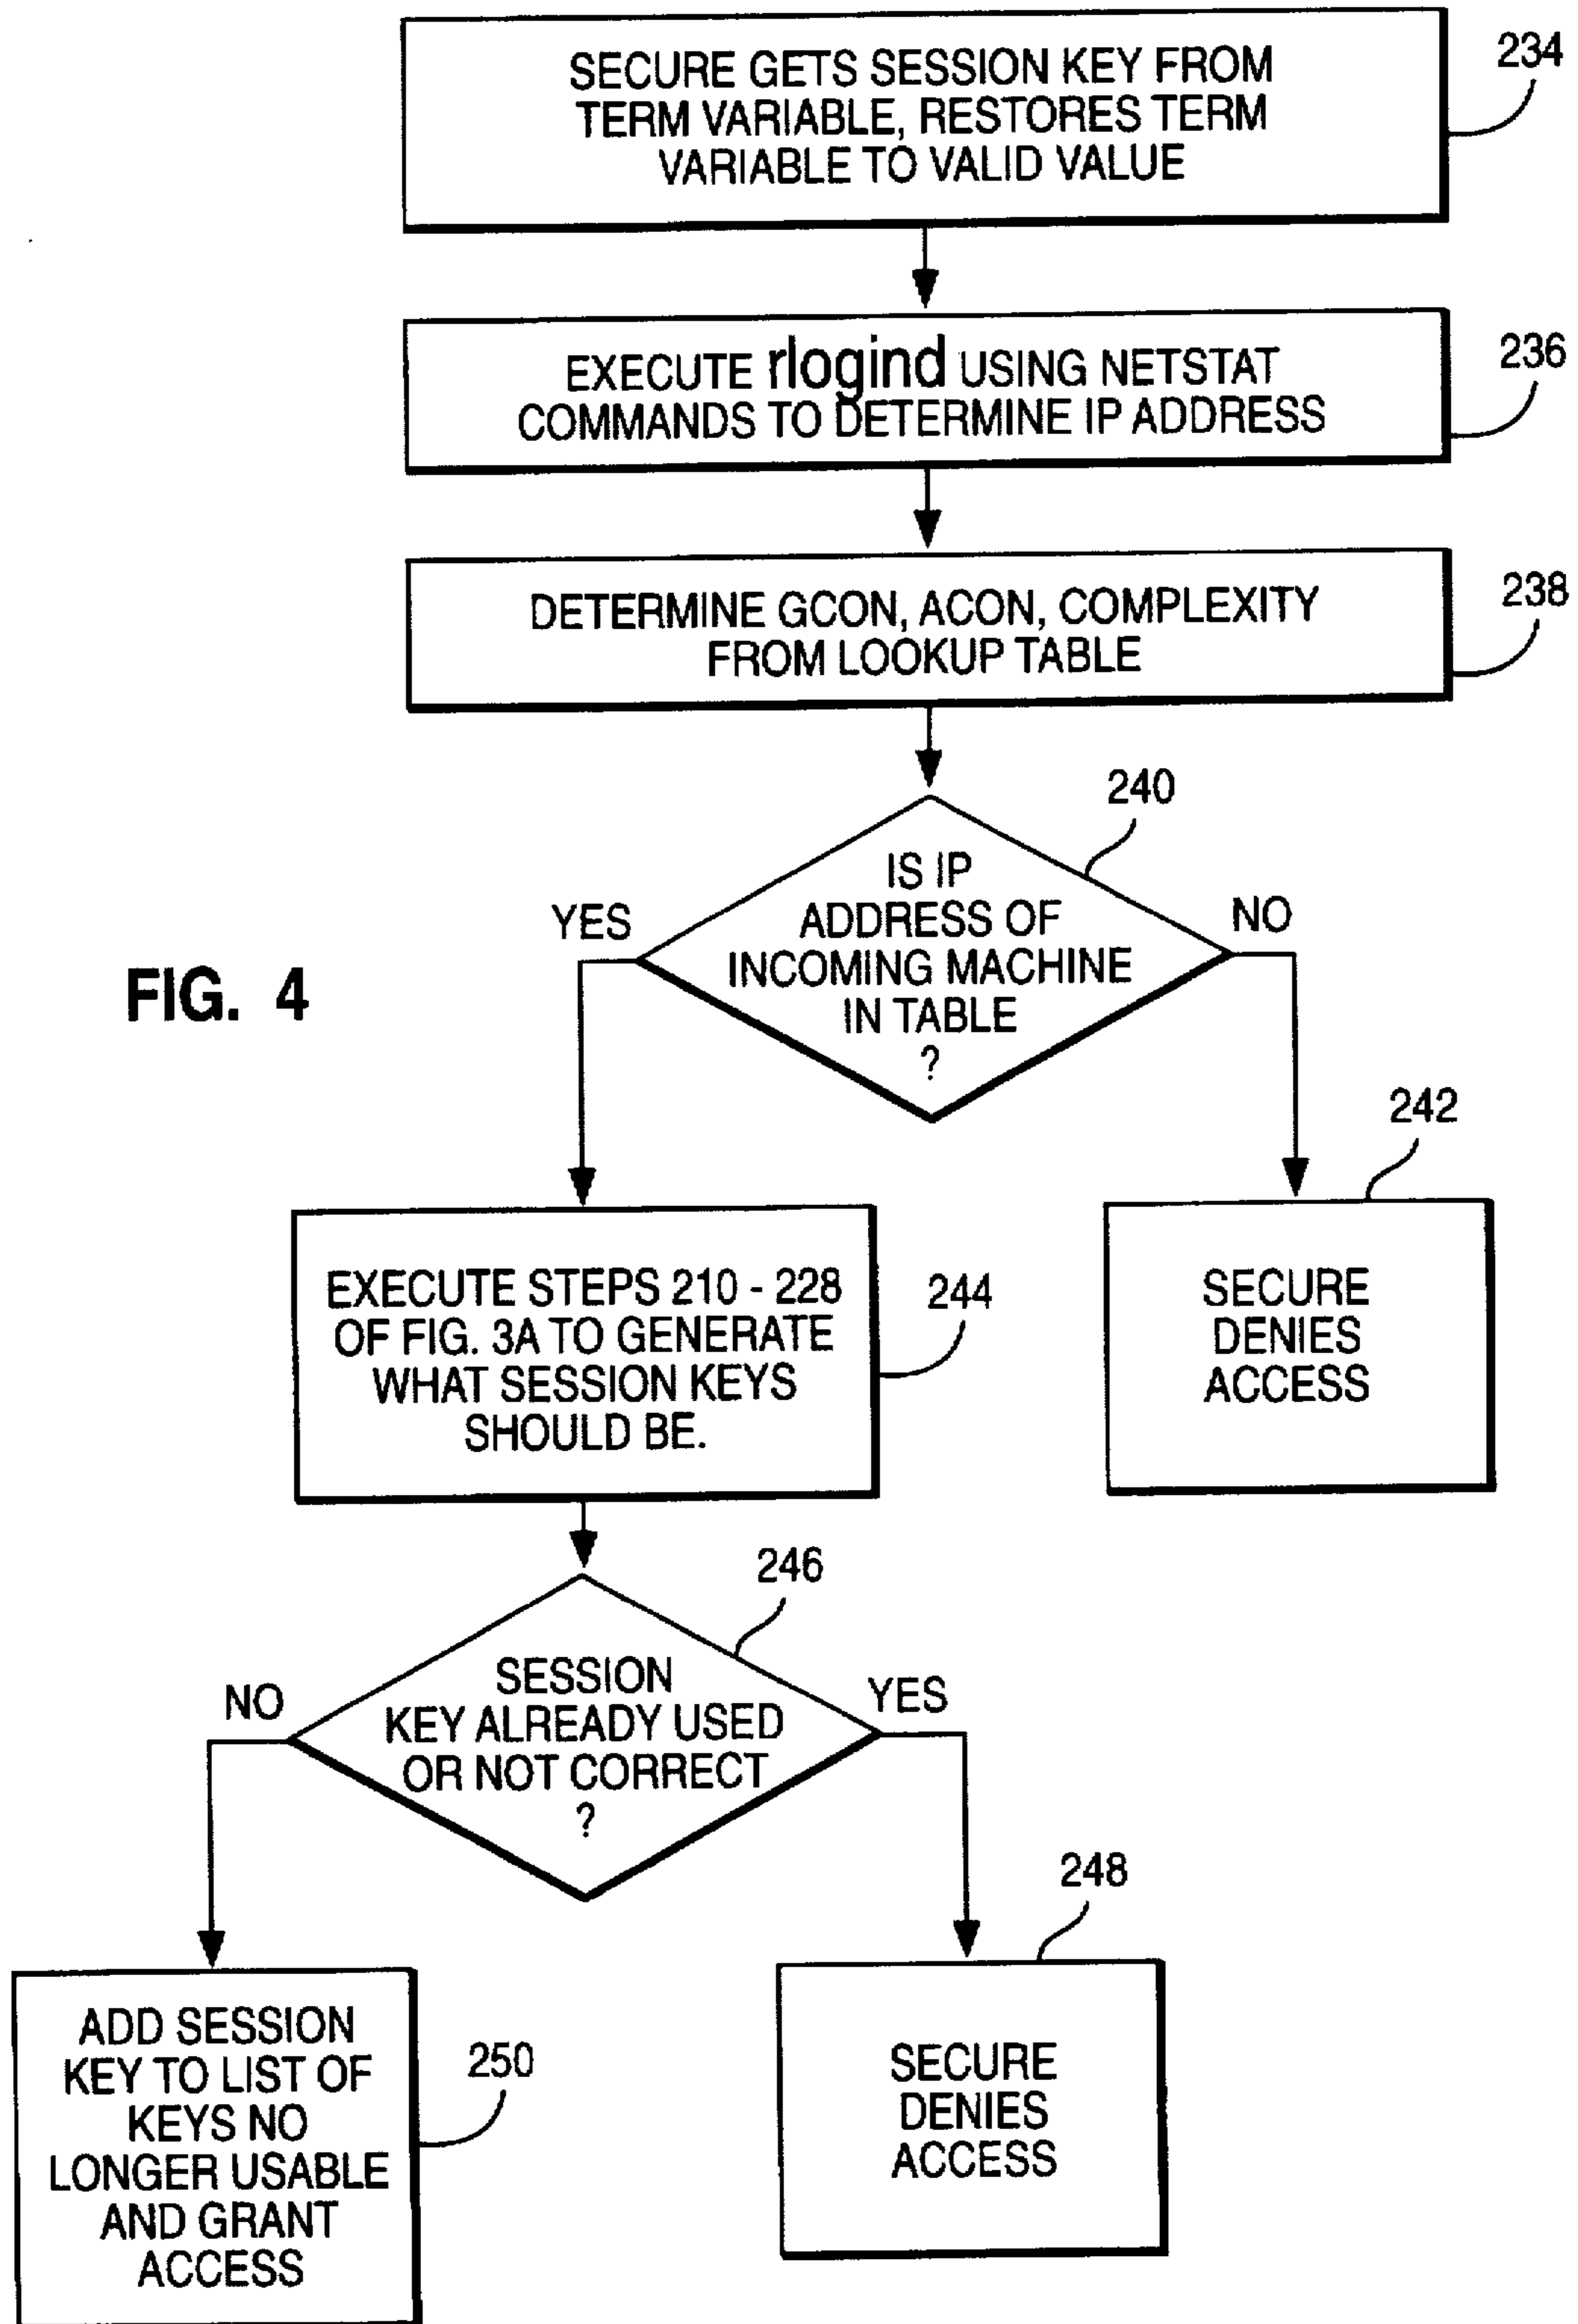 SECURE GETS SESSION KEY FROM
TERM VARIABLE, RESTORES TERM
VARIABLE TO VALID VALUE
234
EXECUTE rlogind USING NETSTAT
COMMANDS TO DETERMINE IP ADDRESS
236
DETERMINE GCON, ACON, COMPLEXITY
FROM LOOKUP TABLE
238
240
IS IP
ADDRESS OF
INCOMING MACHINE
IN TABLE
?
YES
NO
FIG. 4
242
EXECUTE STEPS 210 - 228
OF FIG. 3A TO GENERATE
WHAT SESSION KEYS
SHOULD BE.
244
SECURE
DENIES
ACCESS
246
SESSION
KEY ALREADY USED
OR NOT CORRECT
?
NO
YES
248
ADD SESSION
KEY TO LIST OF
KEYS NO
LONGER USABLE
AND GRANT
ACCESS
250
SECURE
DENIES
ACCESS